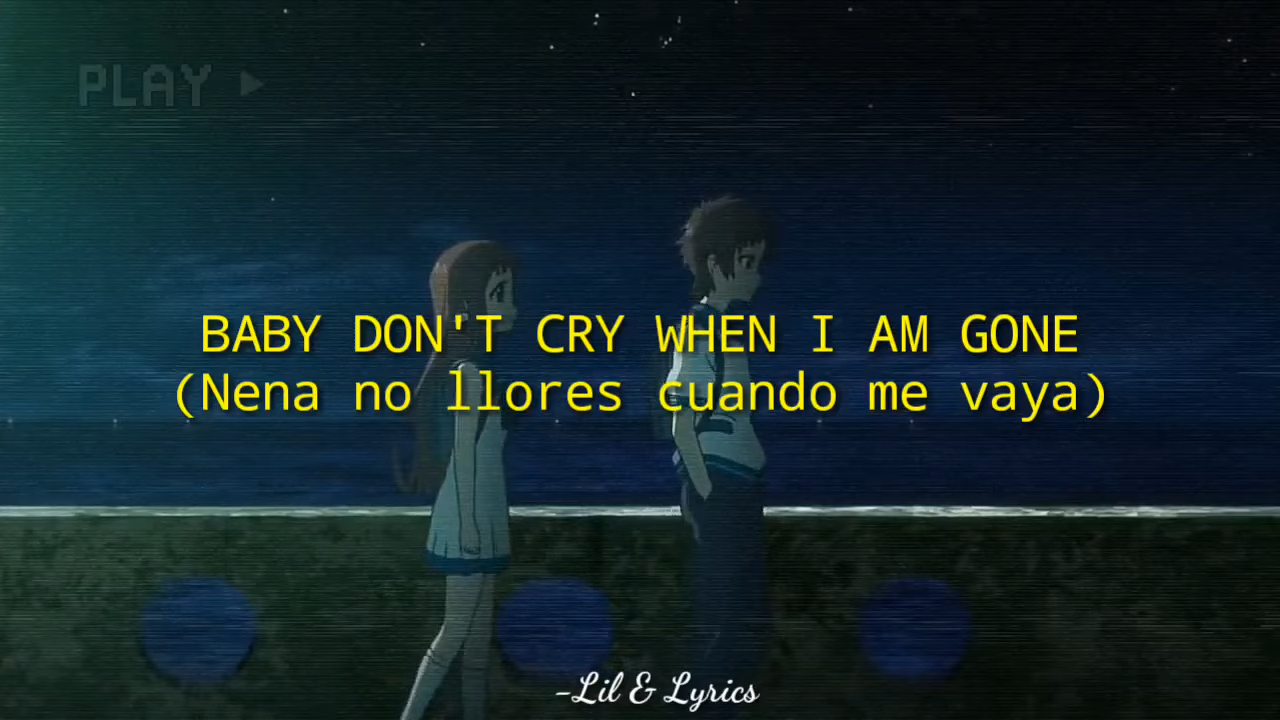 PLAY
BABY DON'T CRY WHEN I AM GONE
(Nena no llores cuando me vaya)
-Lil & Lyrics